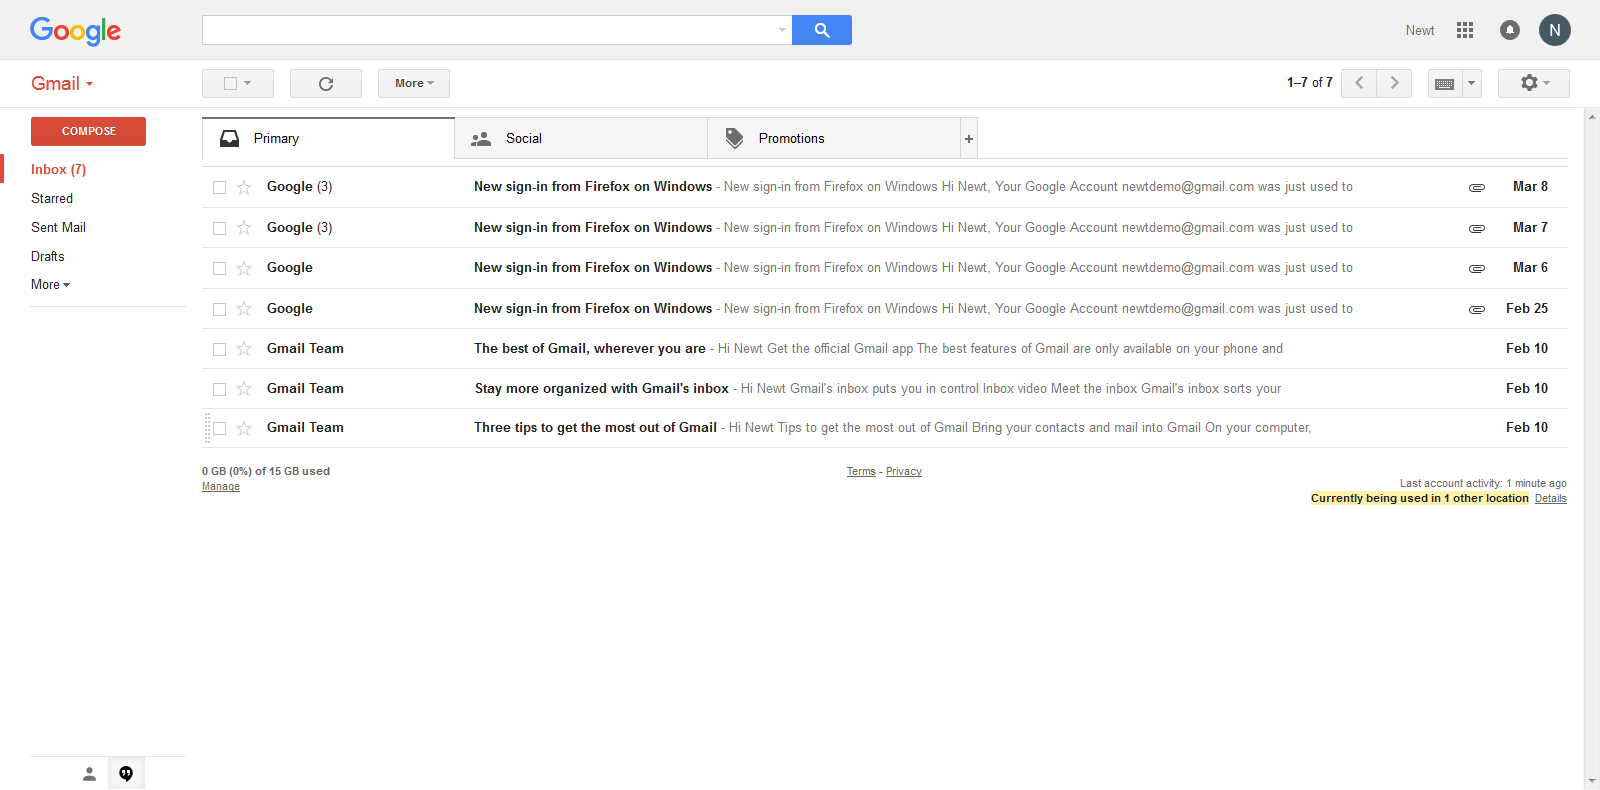 Google
Newt
N
Gmail
More
1–7 of 7
COMPOSE
Inbox (7)
Starred
Sent Mail
Drafts
More
Primary
Social
Promotions
+
Google (3) New sign-in from Firefox on Windows - New sign-in from Firefox on Windows Hi Newt, Your Google Account newtdemo@gmail.com was just used to Mar 8
Google (3) New sign-in from Firefox on Windows - New sign-in from Firefox on Windows Hi Newt, Your Google Account newtdemo@gmail.com was just used to Mar 7
Google New sign-in from Firefox on Windows - New sign-in from Firefox on Windows Hi Newt, Your Google Account newtdemo@gmail.com was just used to Mar 6
Google New sign-in from Firefox on Windows - New sign-in from Firefox on Windows Hi Newt, Your Google Account newtdemo@gmail.com was just used to Feb 25
Gmail Team The best of Gmail, wherever you are - Hi Newt Get the official Gmail app The best features of Gmail are only available on your phone and Feb 10
Gmail Team Stay more organized with Gmail's inbox - Hi Newt Gmail's inbox puts you in control Inbox video Meet the inbox Gmail's inbox sorts your Feb 10
Gmail Team Three tips to get the most out of Gmail - Hi Newt Tips to get the most out of Gmail Bring your contacts and mail into Gmail On your computer, Feb 10
0 GB (0%) of 15 GB used
Manage
Terms - Privacy
Last account activity: 1 minute ago
Currently being used in 1 other location Details